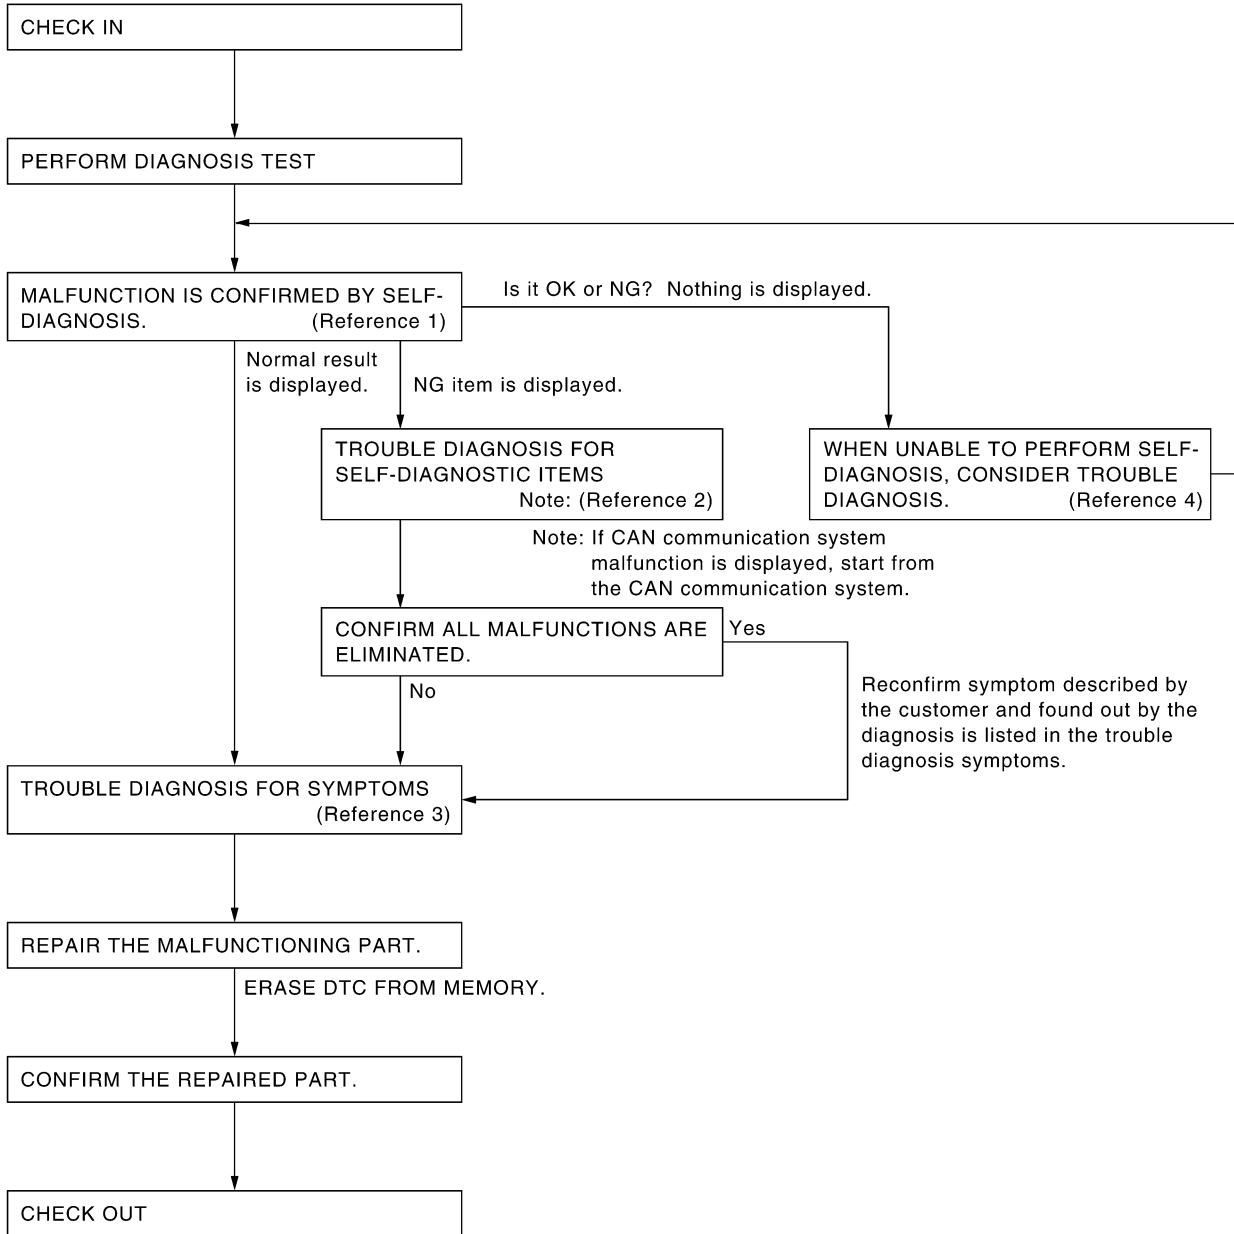 CHECK IN
PERFORM DIAGNOSIS TEST
MALFUNCTION IS CONFIRMED BY SELF-
DIAGNOSIS. (Reference 1)
Is it OK or NG? Nothing is displayed.
Normal result
is displayed.
NG item is displayed.
TROUBLE DIAGNOSIS FOR
SELF-DIAGNOSTIC ITEMS
Note: (Reference 2)
WHEN UNABLE TO PERFORM SELF-
DIAGNOSIS, CONSIDER TROUBLE
DIAGNOSIS. (Reference 4)
Note: If CAN communication system
malfunction is displayed, start from
the CAN communication system.
CONFIRM ALL MALFUNCTIONS ARE
ELIMINATED.
Yes
No
Reconfirm symptom described by
the customer and found out by the
diagnosis is listed in the trouble
diagnosis symptoms.
TROUBLE DIAGNOSIS FOR SYMPTOMS
(Reference 3)
REPAIR THE MALFUNCTIONING PART.
ERASE DTC FROM MEMORY.
CONFIRM THE REPAIRED PART.
CHECK OUT